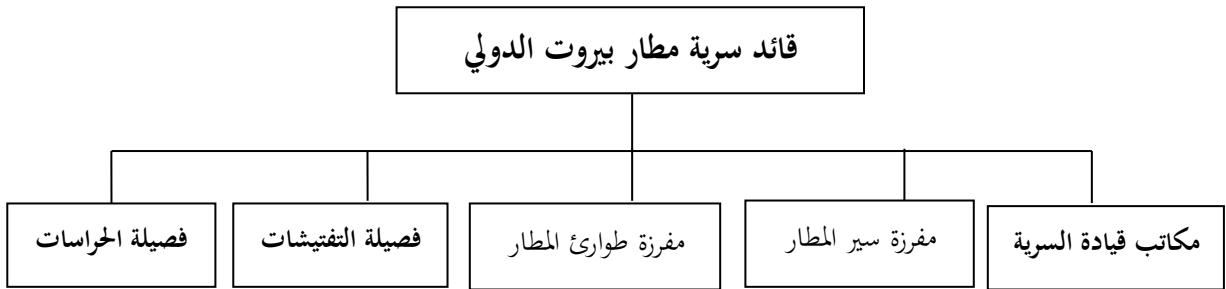 قائد سرية مطار بيروت الدولي
مكاتب قيادة السرية
مفرزة سير المطار
مفرزة طوارئ المطار
فصيلة التفتيشات
فصيلة الحراسات